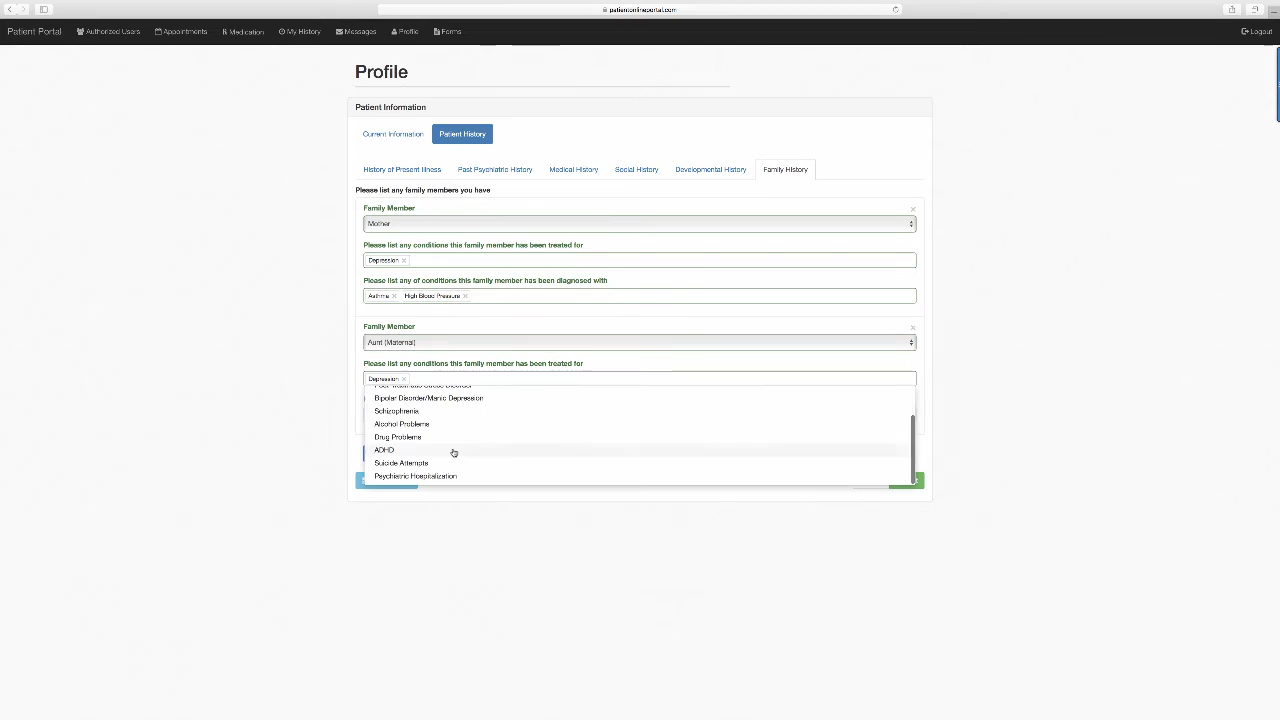 patientonlineportal.com
Patient Portal Authorized Users Appointments Medication My History Messages Profile Forms Logout
Profile
Patient Information
Current Information Patient History
History of Present Illness Past Psychiatric History Medical History Social History Developmental History Family History
Please list any family members you have
Family Member
Mother
Please list any conditions this family member has been treated for
Depression
Please list any of conditions this family member has been diagnosed with
Asthma High Blood Pressure
Family Member
Aunt (Maternal)
Please list any conditions this family member has been treated for
Depression
Bipolar Disorder/Manic Depression
Schizophrenia
Alcohol Problems
Drug Problems
ADHD
Suicide Attempts
Psychiatric Hospitalization